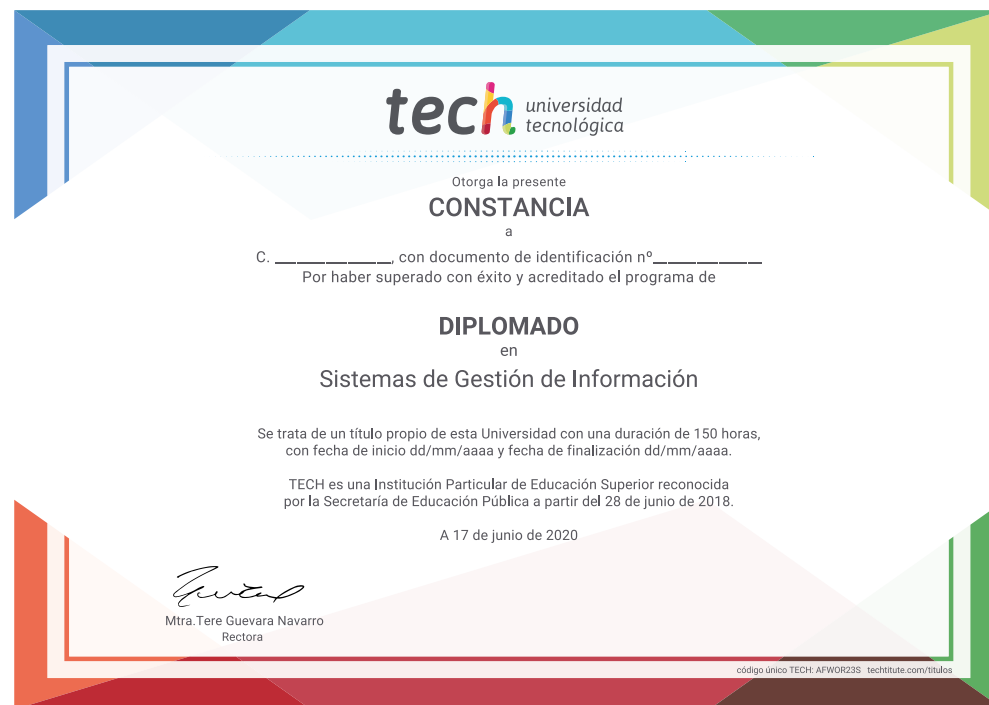 tech universidad
tecnológica
Otorga la presente
CONSTANCIA
a
C. ______________, con documento de identificación nº______________
Por haber superado con éxito y acreditado el programa de
DIPLOMADO
en
Sistemas de Gestión de Información
Se trata de un título propio de esta Universidad con una duración de 150 horas,
con fecha de inicio dd/mm/aaaa y fecha de finalización dd/mm/aaaa.
TECH es una Institución Particular de Educación Superior reconocida
por la Secretaría de Educación Pública a partir del 28 de junio de 2018.
A 17 de junio de 2020
Mtra.Tere Guevara Navarro
Rectora
código único TECH: AFWOR23S techtitute.com/titulos